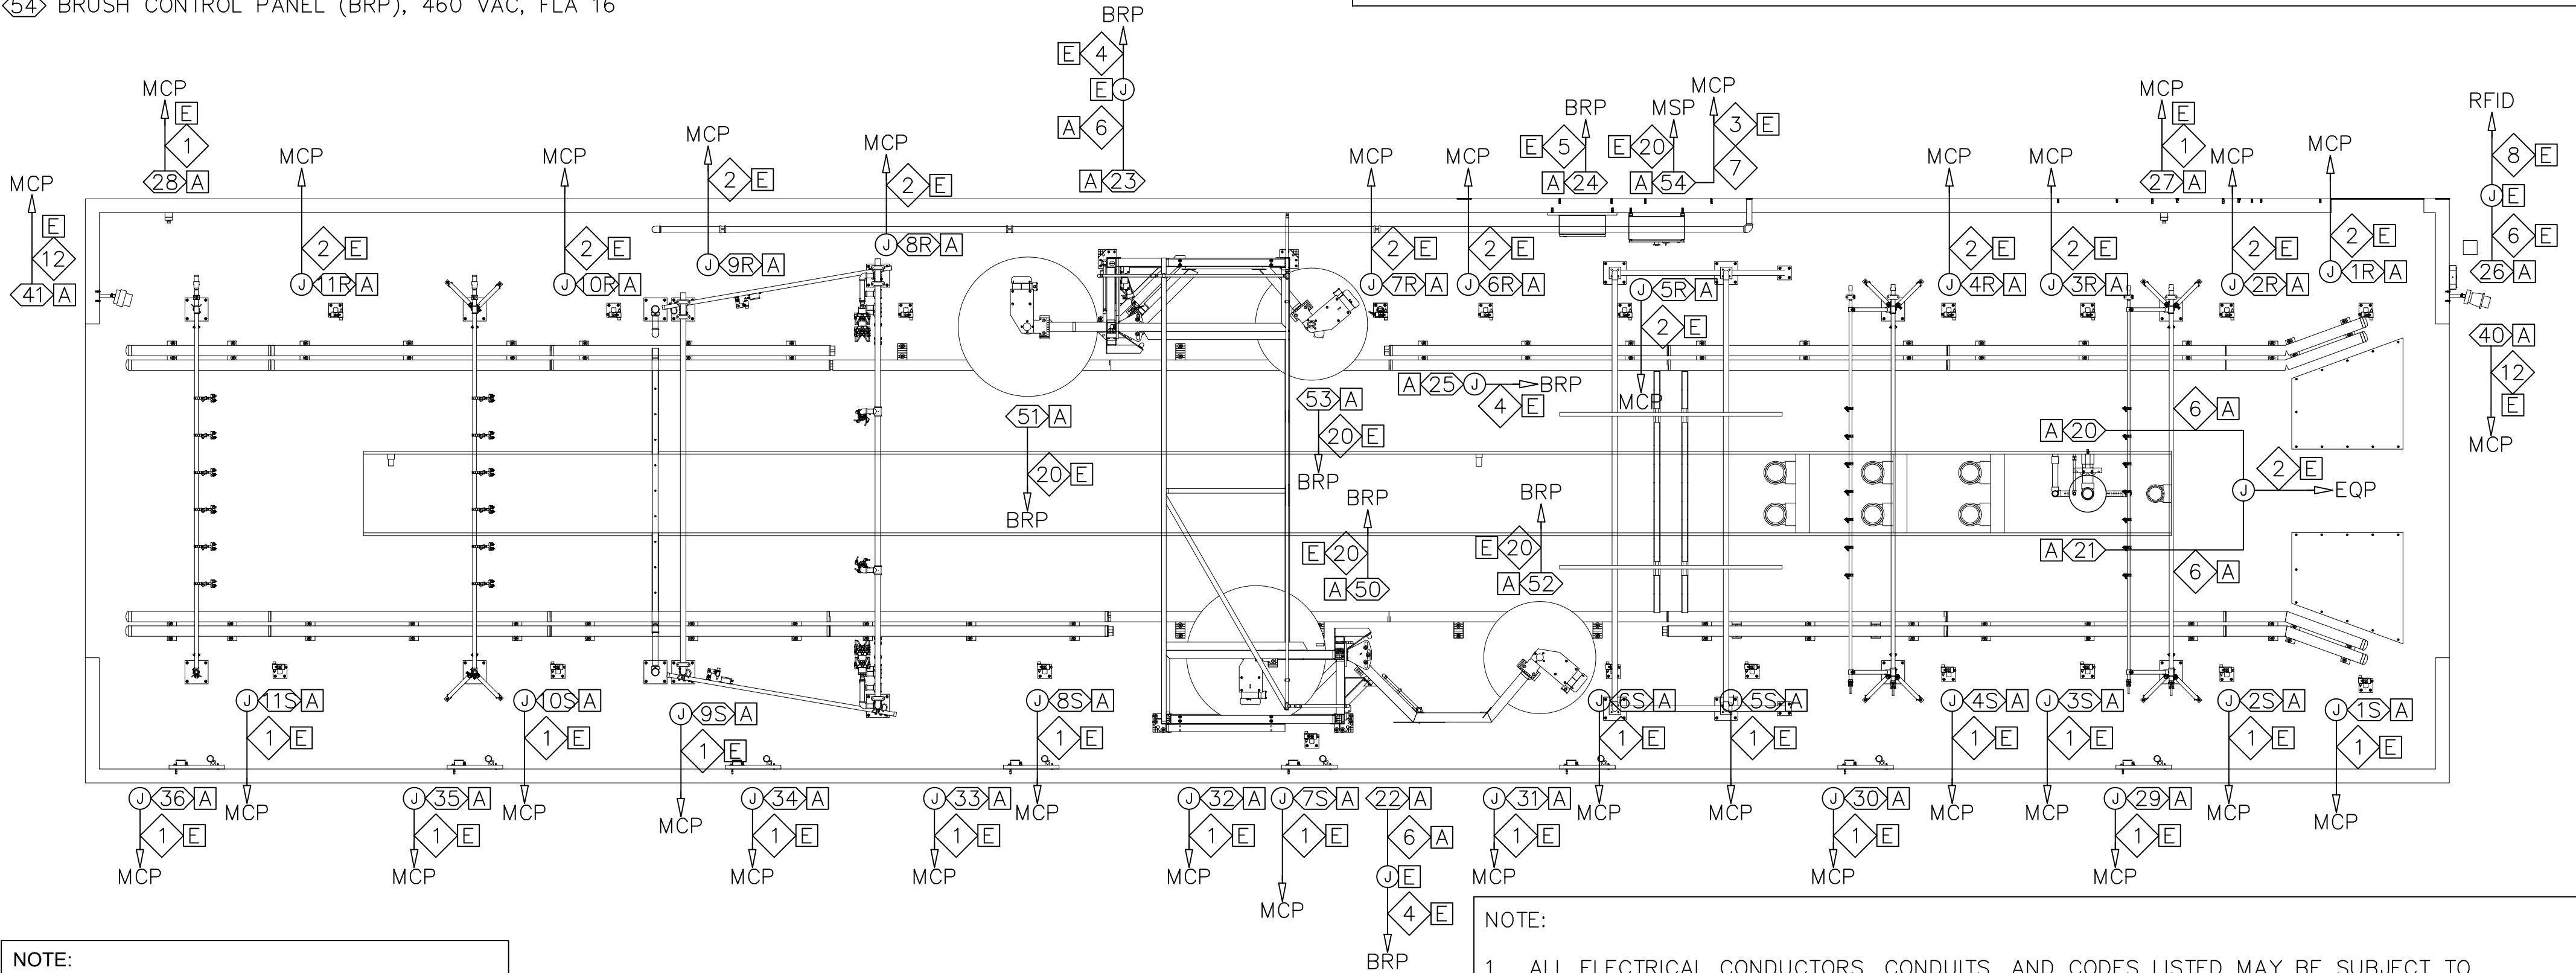 54 BRUSH CONTROL PANEL (BRP), 460 VAC, FLA 16
BRP
E 4
E J
A 6
A 23
MCP
E
1
28 A
MCP
E
12
41 A
MCP
2 E
J 11R A
MCP
2 E
J 10R A
MCP
2 E
J 9R A
MCP
2 E
J 8R A
MCP
2 E
J 7R A
MCP
2 E
J 6R A
BRP
E 5
A 24
MSP
E 20
A 54
MCP
3 E
7
J 5R A
2 E
MCP
MCP
2 E
J 4R A
MCP
2 E
J 3R A
MCP
E
1
27 A
MCP
2 E
J 2R A
MCP
2 E
J 1R A
RFID
8 E
J E
6 E
26 A
40 A
12
E
MCP
A 25 J BRP
4 E
51 A
20 E
BRP
53 A
20 E
BRP
BRP
E 20
A 50
BRP
E 20
A 52
6 A
A 20
2 E
J EQP
A 21
6 A
J 11S A
1 E
MCP
J 10S A
1 E
MCP
J 9S A
1 E
MCP
J 8S A
1 E
MCP
J 6S A
1 E
MCP
J 5S A
1 E
MCP
J 4S A
1 E
MCP
J 3S A
1 E
MCP
J 2S A
1 E
MCP
J 1S A
1 E
MCP
J 36 A
1 E
MCP
J 35 A
1 E
MCP
J 34 A
1 E
MCP
J 33 A
1 E
MCP
J 32 A
1 E
MCP
J 7S A
1 E
MCP
22 A
6 A
J E
4 E
BRP
J 31 A
1 E
MCP
J 30 A
1 E
MCP
J 29 A
1 E
MCP
NOTE:
NOTE:
1. ALL ELECTRICAL CONDUCTORS, CONDUITS, AND CODES LISTED MAY BE SUBJECT TO